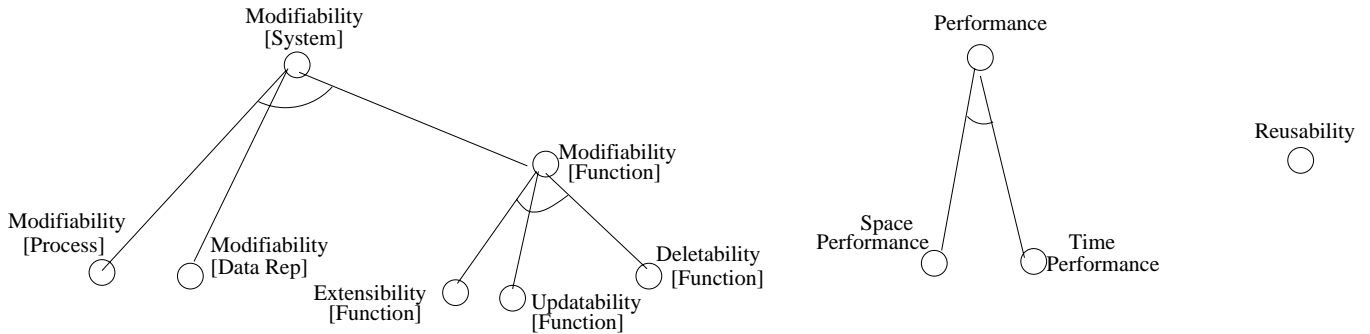 Modifiability
[System]
Performance
Reusability
Modifiability
[Function]
Modifiability
[Process]
Modifiability
[Data Rep]
Extensibility
[Function]
Updatability
[Function]
Deletability
[Function]
Space
Performance
Time
Performance